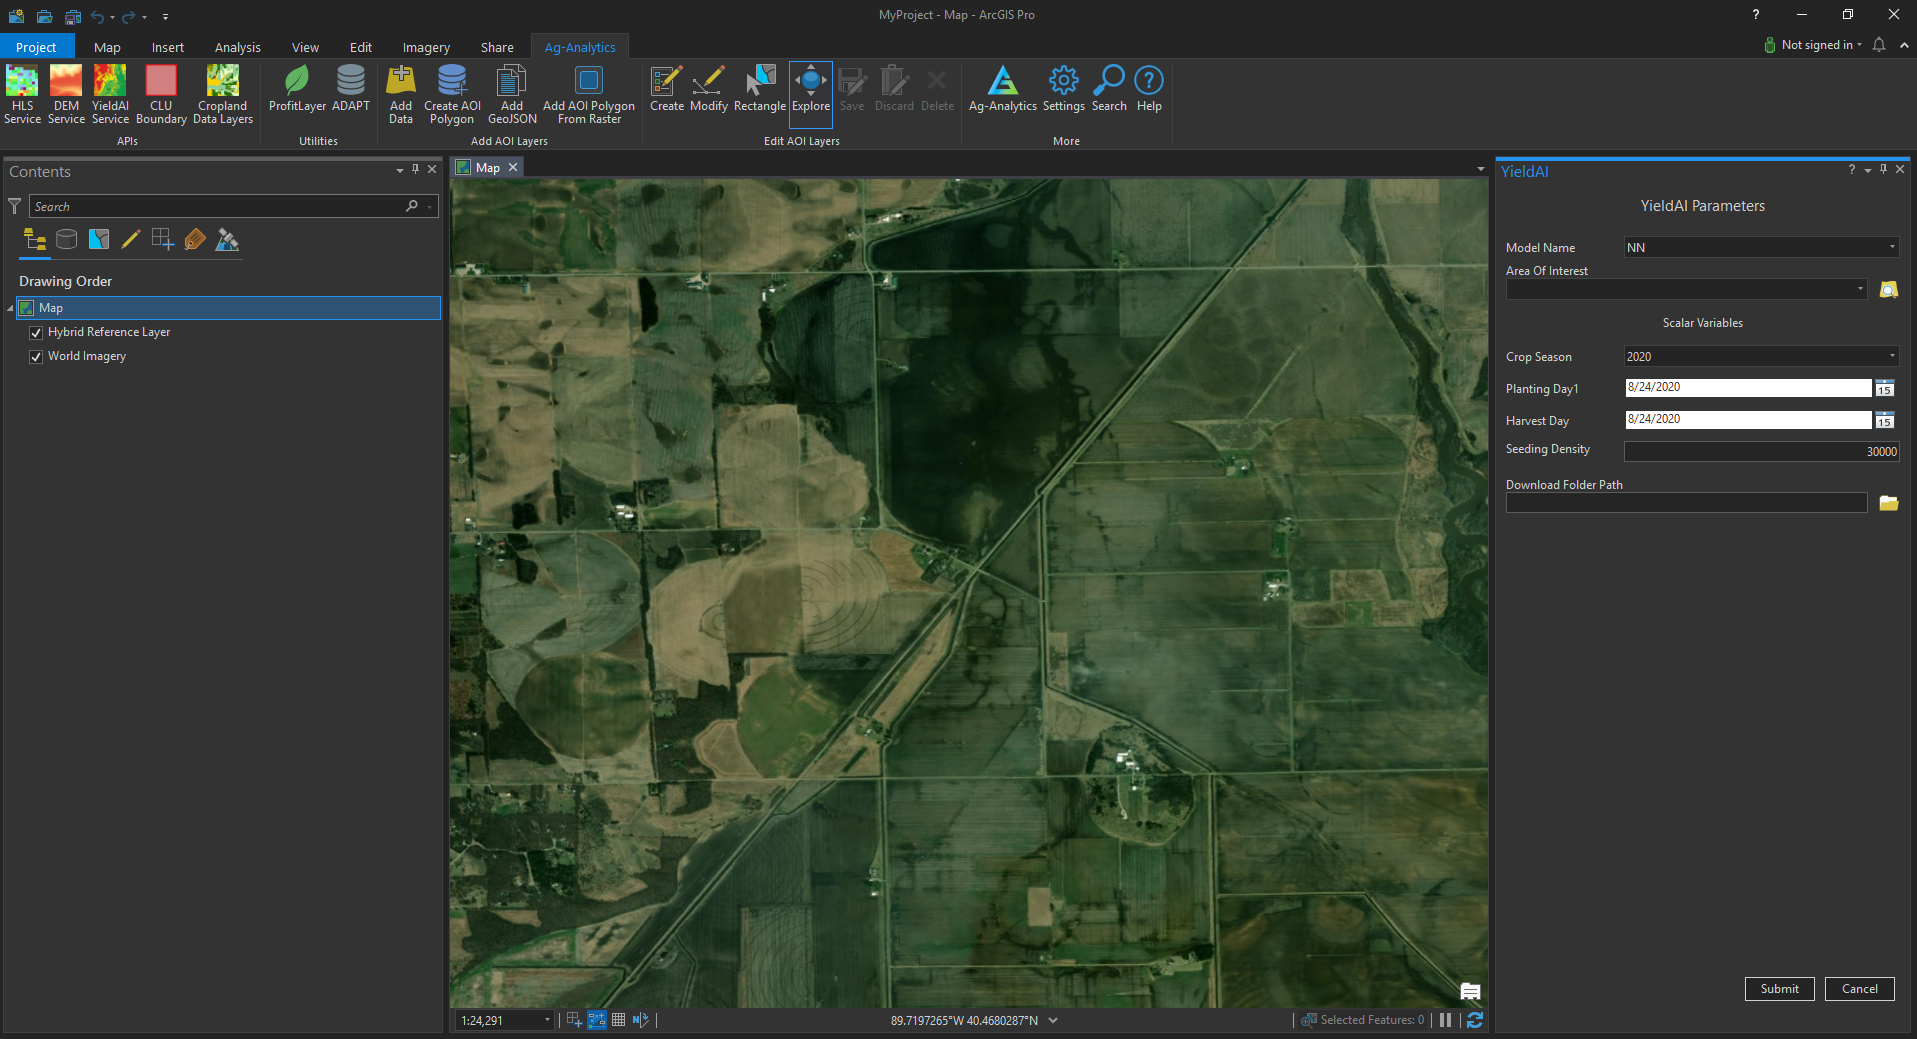 MyProject - Map - ArcGIS Pro
?
Project Map Insert Analysis View Edit Imagery Share Ag-Analytics
Not signed in
HLS Service
DEM Service
YieldAI Service
CLU Boundary
Cropland Data Layers
APIs
ProfitLayer
ADAPT
Utilities
Add Data
Create AOI Polygon
Add GeoJSON
Add AOI Polygon From Raster
Add AOI Layers
Create
Modify
Rectangle
Explore
Save
Discard
Delete
Edit AOI Layers
Ag-Analytics
Settings
Search
Help
More
Contents
Search
Drawing Order
Map
Hybrid Reference Layer
World Imagery
Map
1:24,291
89.7197265°W 40.4680287°N
Selected Features: 0
YieldAI
?
YieldAI Parameters
Model Name NN
Area Of Interest
Scalar Variables
Crop Season 2020
Planting Day1 8/24/2020
15
Harvest Day 8/24/2020
15
Seeding Density 30000
Download Folder Path
Submit Cancel